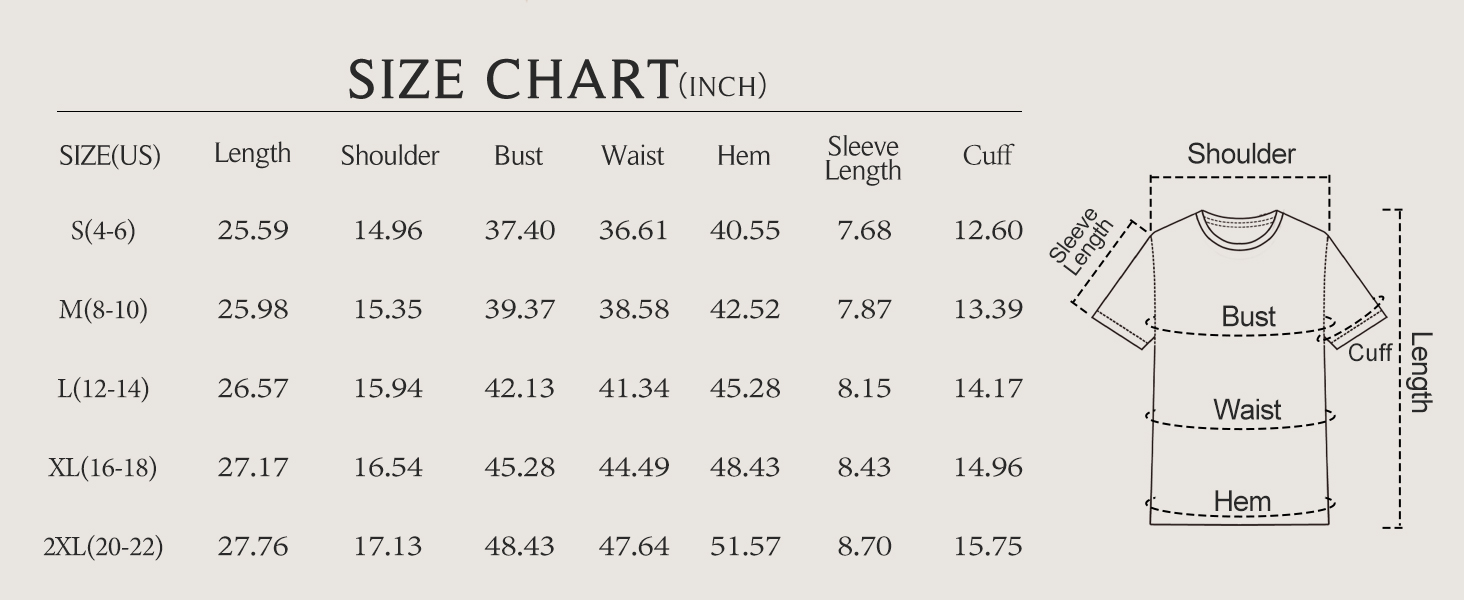 SIZE CHART(INCH)
SIZE(US) Length Shoulder Bust Waist Hem Sleeve Length Cuff
S(4-6) 25.59 14.96 37.40 36.61 40.55 7.68 12.60
M(8-10) 25.98 15.35 39.37 38.58 42.52 7.87 13.39
L(12-14) 26.57 15.94 42.13 41.34 45.28 8.15 14.17
XL(16-18) 27.17 16.54 45.28 44.49 48.43 8.43 14.96
2XL(20-22) 27.76 17.13 48.43 47.64 51.57 8.70 15.75
Shoulder
Sleeve
Length
Bust
Cuff
Length
Waist
Hem